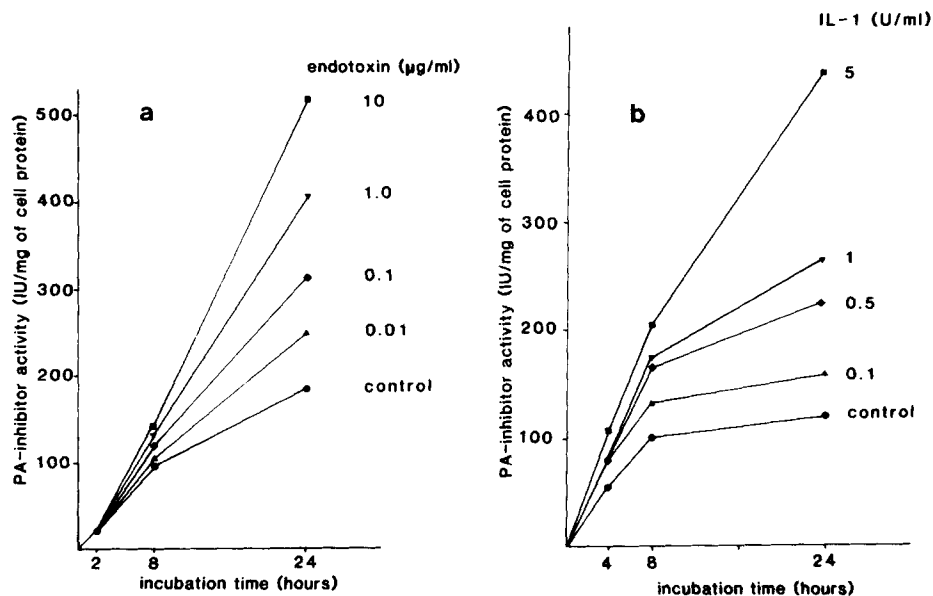 a
endotoxin (µg/ml)
10
1.0
0.1
0.01
control
PA-inhibitor activity (IU/mg of cell protein)
500
400
300
200
100
2
8
24
incubation time (hours)
b
IL-1 (U/ml)
5
1
0.5
0.1
control
PA-inhibitor activity (IU/mg of cell protein)
400
300
200
100
4
8
24
incubation time (hours)